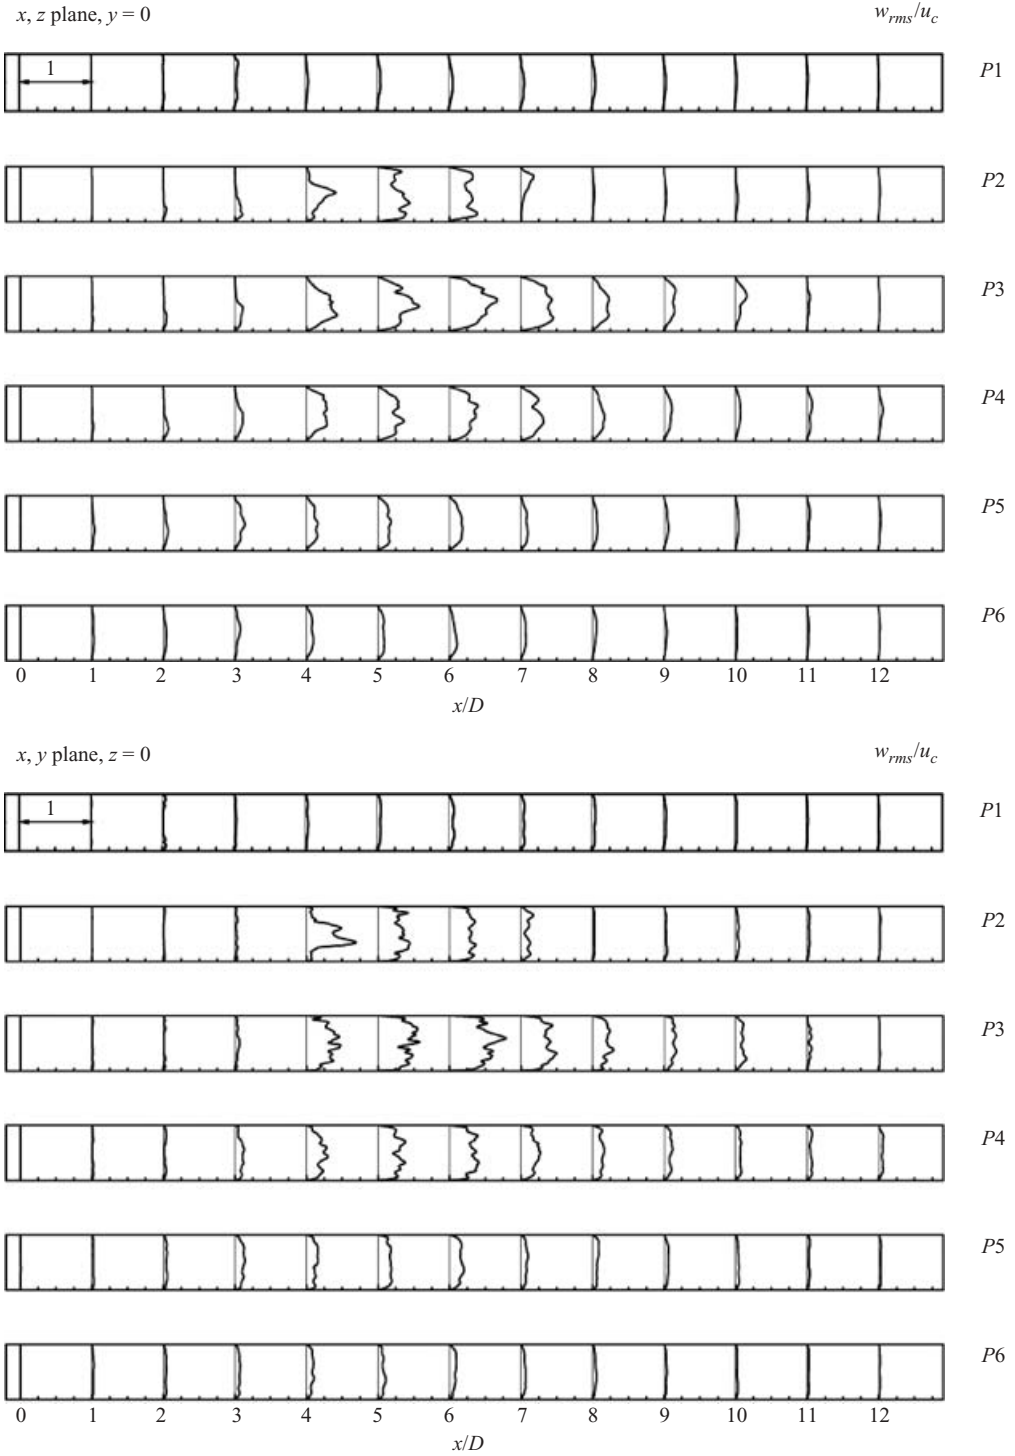 x, z plane, y = 0 w_rms/u_c
1
P1
P2
P3
P4
P5
P6
0 1 2 3 4 5 6 7 8 9 10 11 12
x/D
x, y plane, z = 0 w_rms/u_c
1
P1
P2
P3
P4
P5
P6
0 1 2 3 4 5 6 7 8 9 10 11 12
x/D